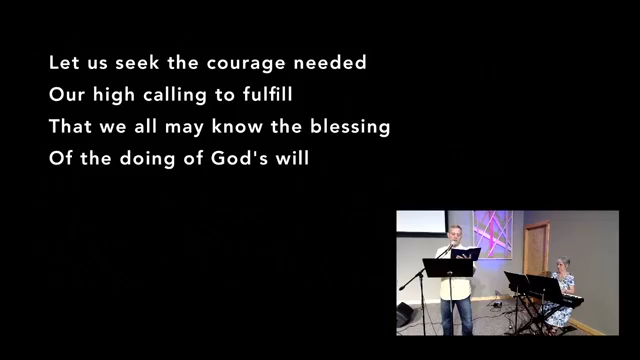 Let us seek the courage needed
Our high calling to fulfill
That we all may know the blessing
Of the doing of God's will